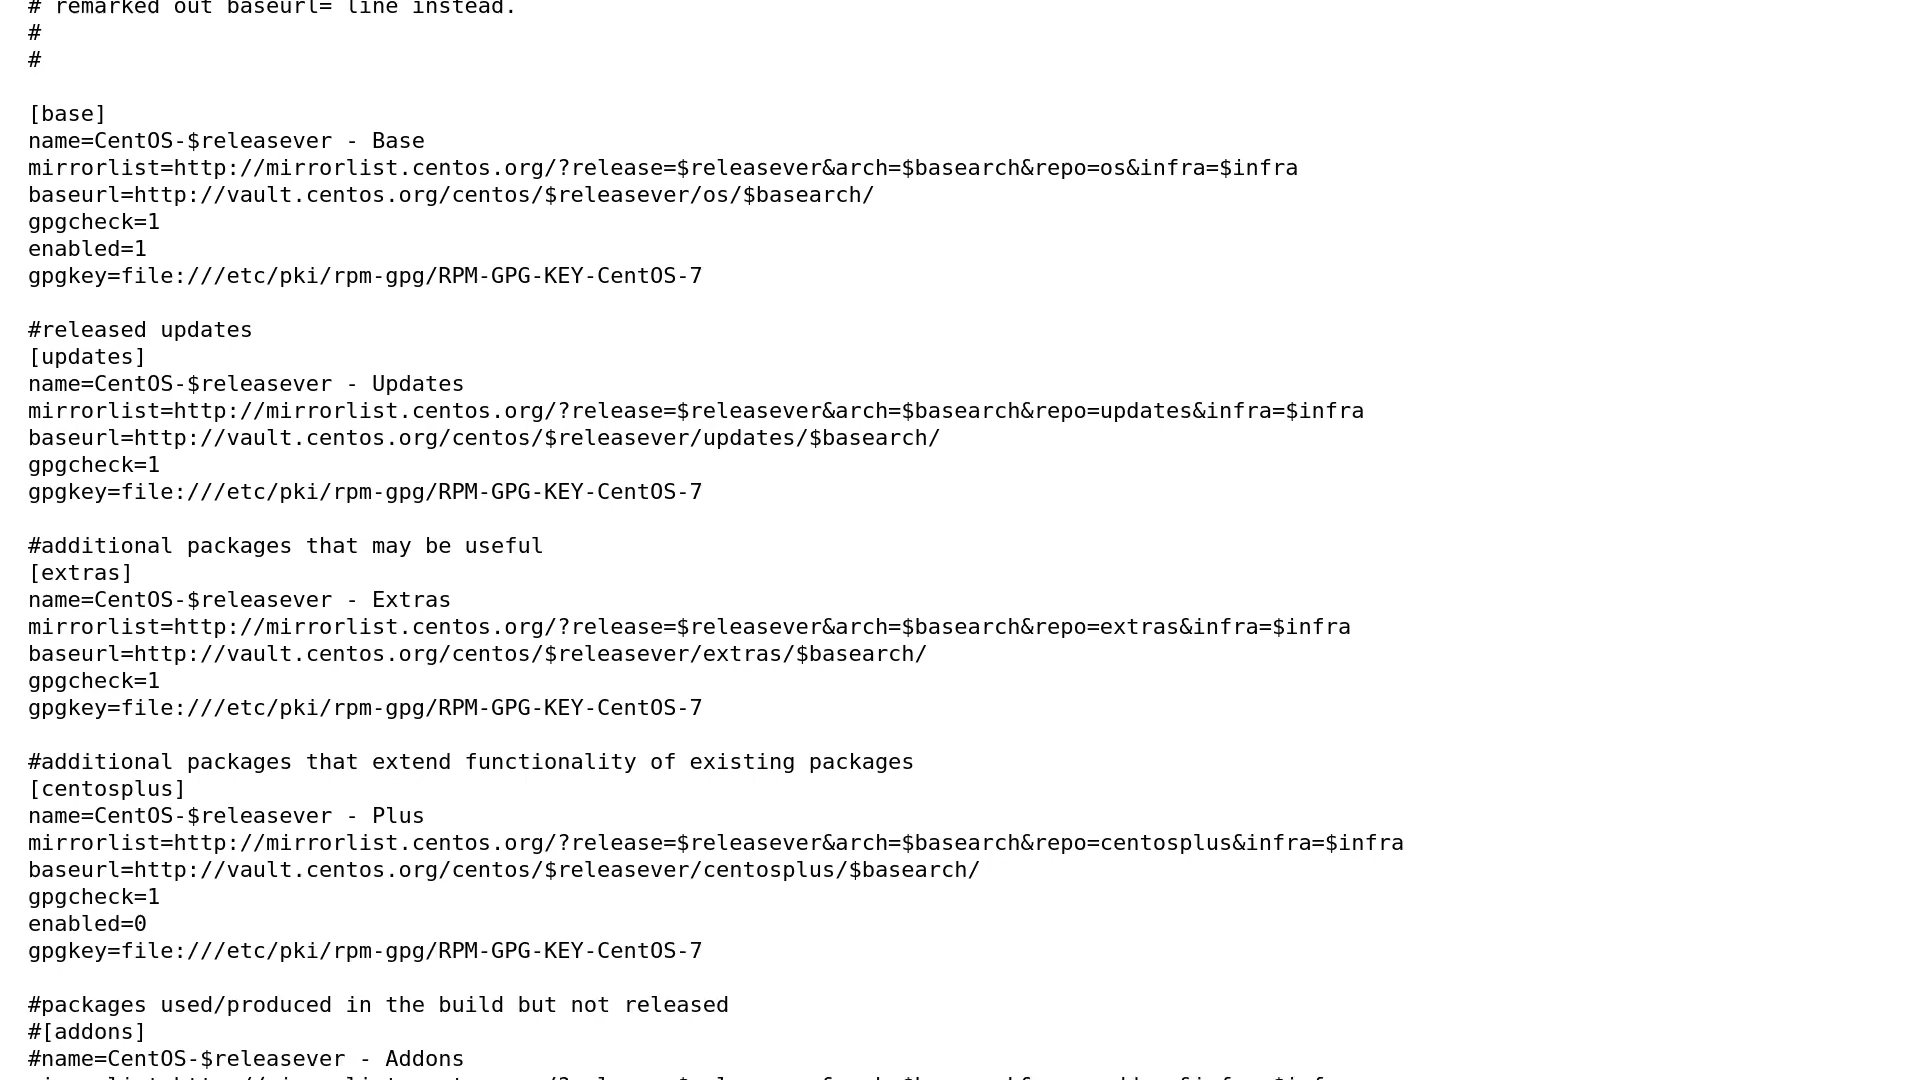 # remarked out baseurl= line instead.
#
#
[base]
name=CentOS-$releasever - Base
mirrorlist=http://mirrorlist.centos.org/?release=$releasever&arch=$basearch&repo=os&infra=$infra
baseurl=http://vault.centos.org/centos/$releasever/os/$basearch/
gpgcheck=1
enabled=1
gpgkey=file:///etc/pki/rpm-gpg/RPM-GPG-KEY-CentOS-7
#released updates
[updates]
name=CentOS-$releasever - Updates
mirrorlist=http://mirrorlist.centos.org/?release=$releasever&arch=$basearch&repo=updates&infra=$infra
baseurl=http://vault.centos.org/centos/$releasever/updates/$basearch/
gpgcheck=1
gpgkey=file:///etc/pki/rpm-gpg/RPM-GPG-KEY-CentOS-7
#additional packages that may be useful
[extras]
name=CentOS-$releasever - Extras
mirrorlist=http://mirrorlist.centos.org/?release=$releasever&arch=$basearch&repo=extras&infra=$infra
baseurl=http://vault.centos.org/centos/$releasever/extras/$basearch/
gpgcheck=1
gpgkey=file:///etc/pki/rpm-gpg/RPM-GPG-KEY-CentOS-7
#additional packages that extend functionality of existing packages
[centosplus]
name=CentOS-$releasever - Plus
mirrorlist=http://mirrorlist.centos.org/?release=$releasever&arch=$basearch&repo=centosplus&infra=$infra
baseurl=http://vault.centos.org/centos/$releasever/centosplus/$basearch/
gpgcheck=1
enabled=0
gpgkey=file:///etc/pki/rpm-gpg/RPM-GPG-KEY-CentOS-7
#packages used/produced in the build but not released
#[addons]
#name=CentOS-$releasever - Addons